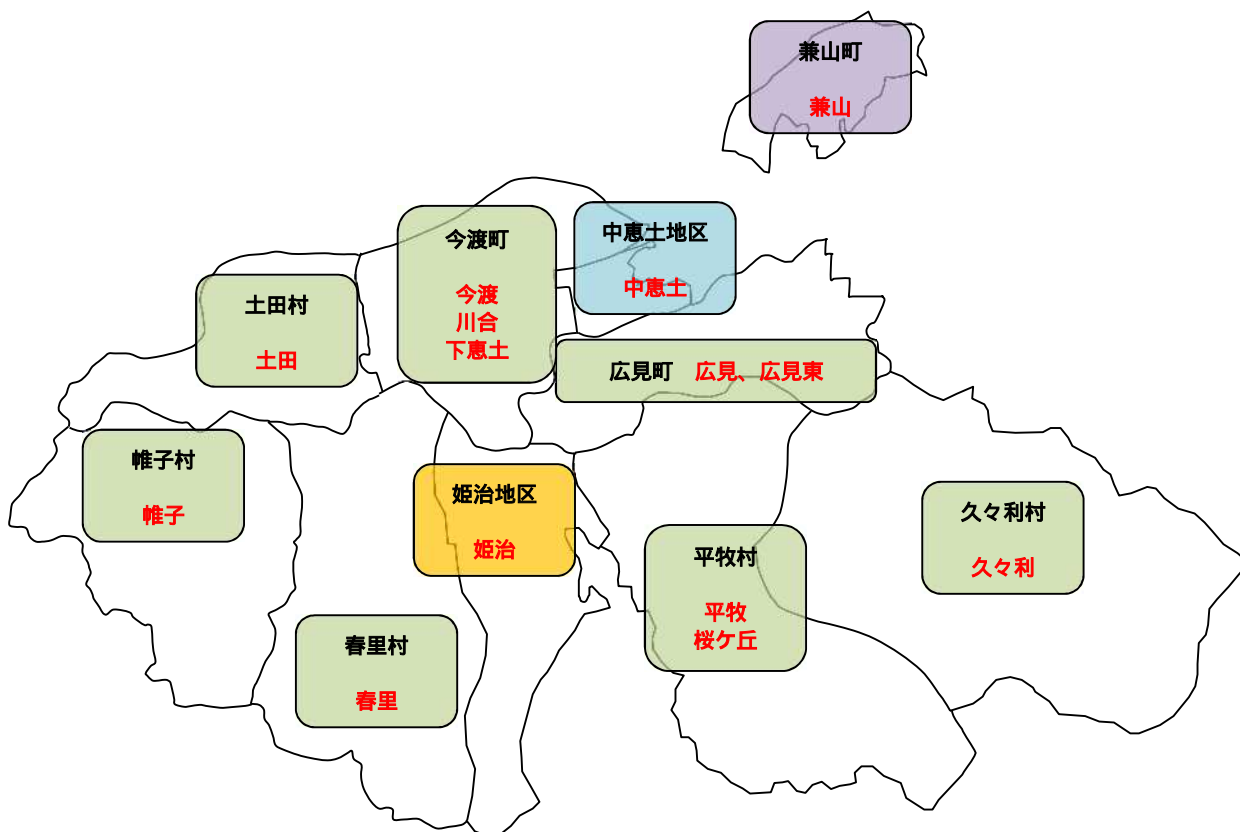 兼山町
兼山
中恵土地区
中恵土
今渡町
今渡
川合
下恵土
土田村
土田
広見町 広見、広見東
帷子村
帷子
姫治地区
姫治
久々利村
久々利
平牧村
平牧
桜ケ丘
春里村
春里